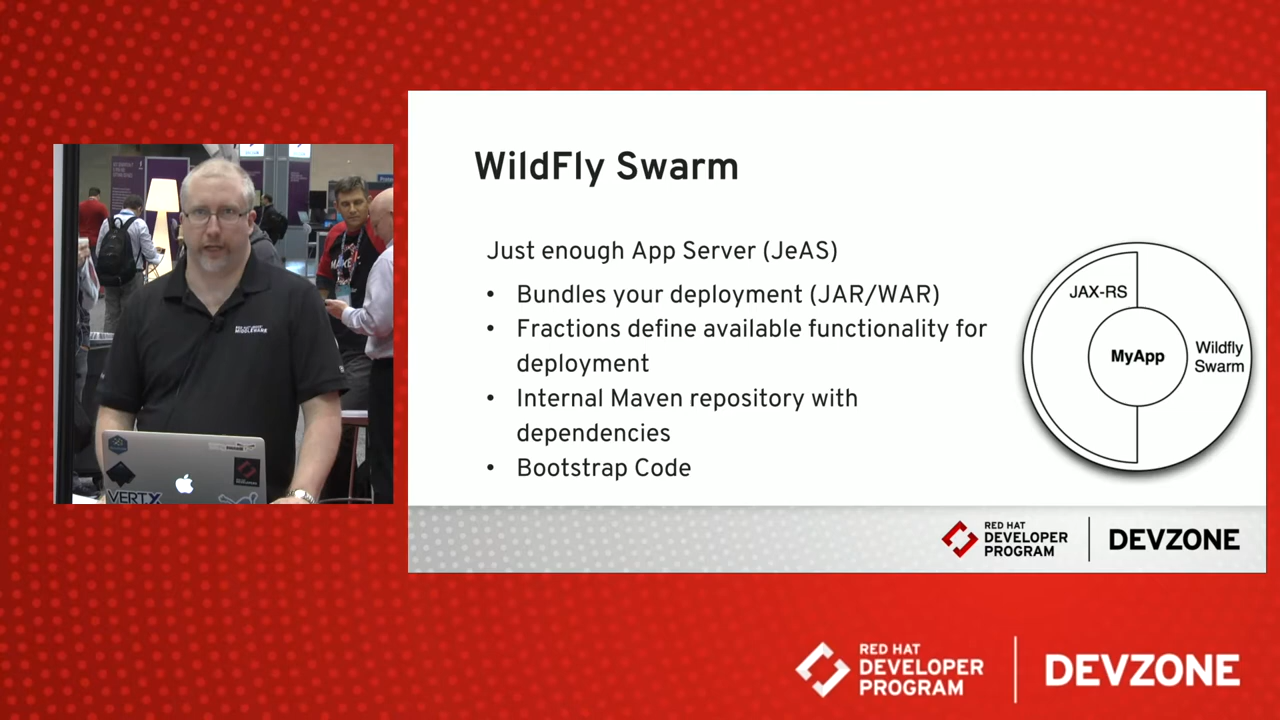 WildFly Swarm
Just enough App Server (JeAS)
• Bundles your deployment (JAR/WAR)
• Fractions define available functionality for
deployment
• Internal Maven repository with
dependencies
• Bootstrap Code
JAX-RS
MyApp
Wildfly
Swarm
RED HAT
DEVELOPER
PROGRAM
DEVZONE
MIDDLEWARE
VERT.X
RED HAT
DEVELOPER
PROGRAM
DEVZONE